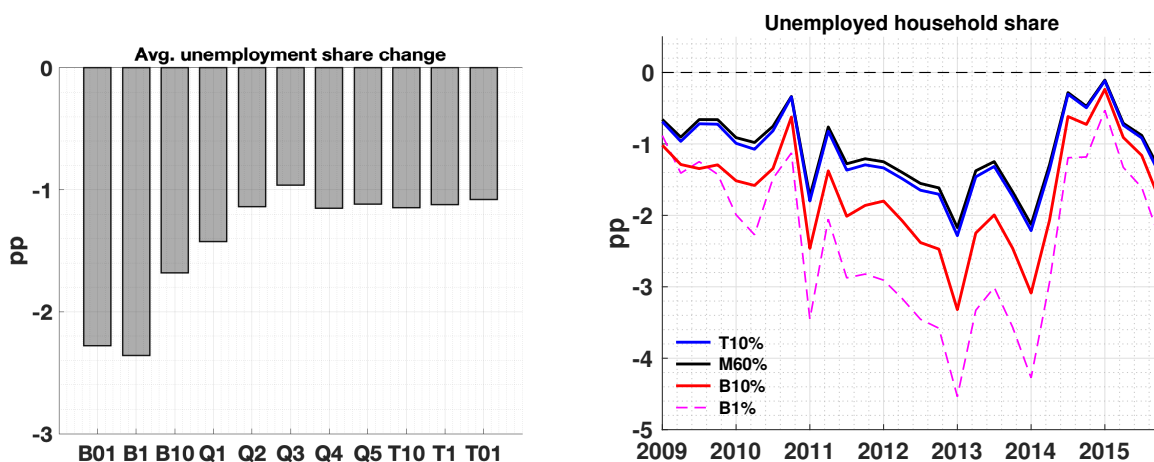 Avg. unemployment share change
0
-1
-2
-3
pp
B01 B1 B10 Q1 Q2 Q3 Q4 Q5 T10 T1 T01
Unemployed household share
0
-1
-2
-3
-4
-5
pp
T10%
M60%
B10%
B1%
2009 2010 2011 2012 2013 2014 2015